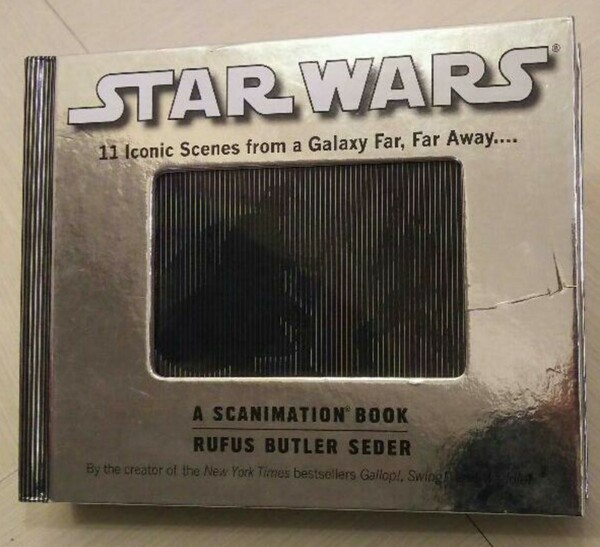 STAR WARS®
11 Iconic Scenes from a Galaxy Far, Far Away....
A SCANIMATION® BOOK
RUFUS BUTLER SEDER
By the creator of the New York Times bestsellers Gallop!, Swing!